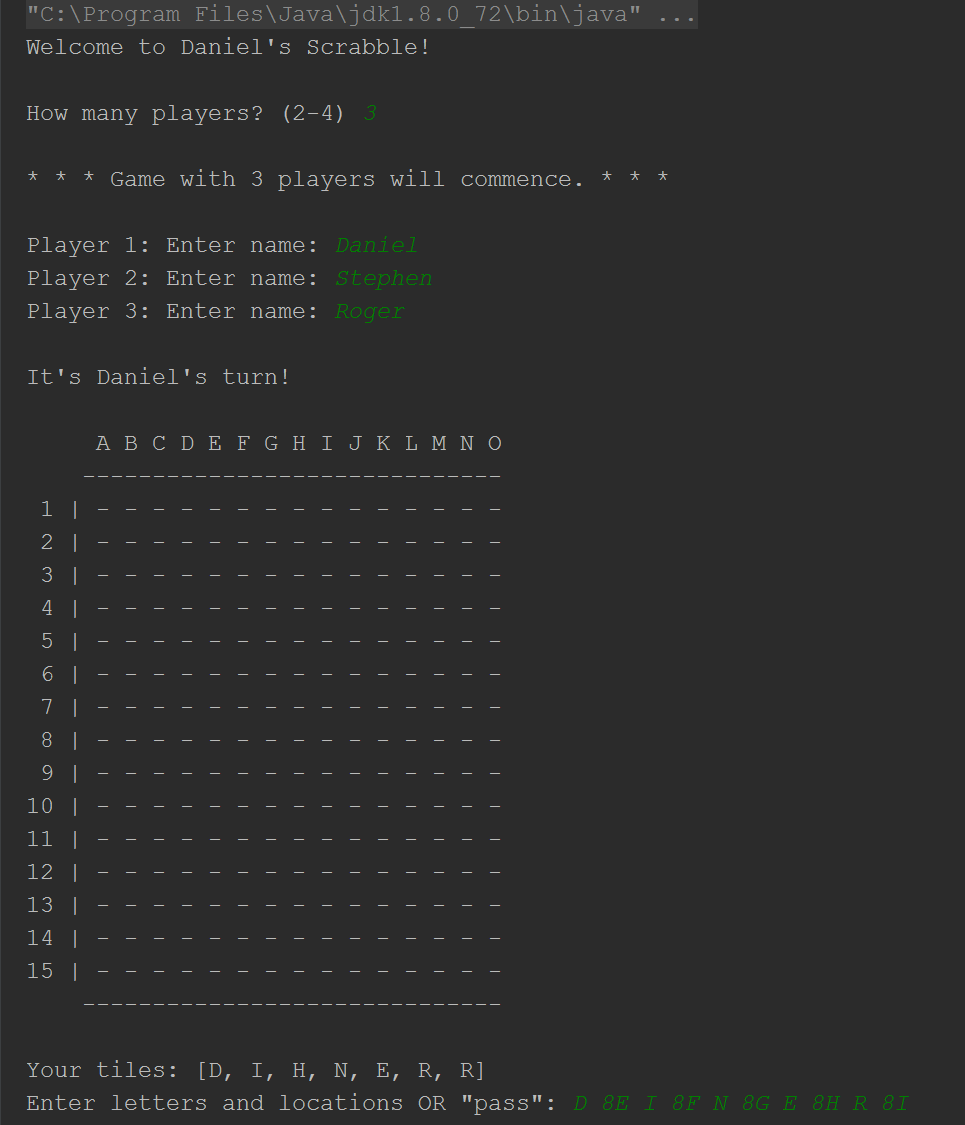 "C:\Program Files\Java\jdk1.8.0_72\bin\java" ...
Welcome to Daniel's Scrabble!
How many players? (2-4) 3
* * * Game with 3 players will commence. * * *
Player 1: Enter name: Daniel
Player 2: Enter name: Stephen
Player 3: Enter name: Roger
It's Daniel's turn!
A B C D E F G H I J K L M N O
------------------------------
1 | - - - - - - - - - - - - - - -
2 | - - - - - - - - - - - - - - -
3 | - - - - - - - - - - - - - - -
4 | - - - - - - - - - - - - - - -
5 | - - - - - - - - - - - - - - -
6 | - - - - - - - - - - - - - - -
7 | - - - - - - - - - - - - - - -
8 | - - - - - - - - - - - - - - -
9 | - - - - - - - - - - - - - - -
10 | - - - - - - - - - - - - - - -
11 | - - - - - - - - - - - - - - -
12 | - - - - - - - - - - - - - - -
13 | - - - - - - - - - - - - - - -
14 | - - - - - - - - - - - - - - -
15 | - - - - - - - - - - - - - - -
------------------------------
Your tiles: [D, I, H, N, E, R, R]
Enter letters and locations OR "pass": D 8E I 8F N 8G E 8H R 8I